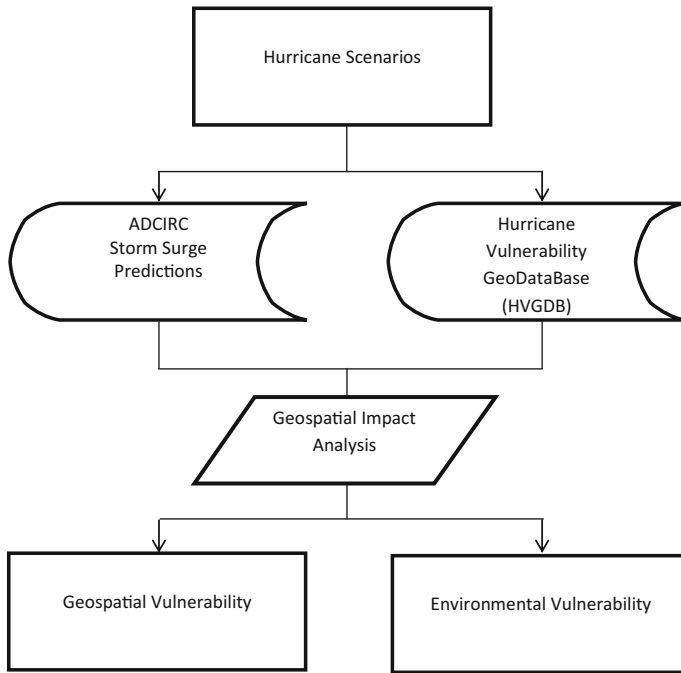 Hurricane Scenarios
ADCIRC
Storm Surge
Predictions
Hurricane
Vulnerability
GeoDataBase
(HVGDB)
Geospatial Impact
Analysis
Geospatial Vulnerability
Environmental Vulnerability